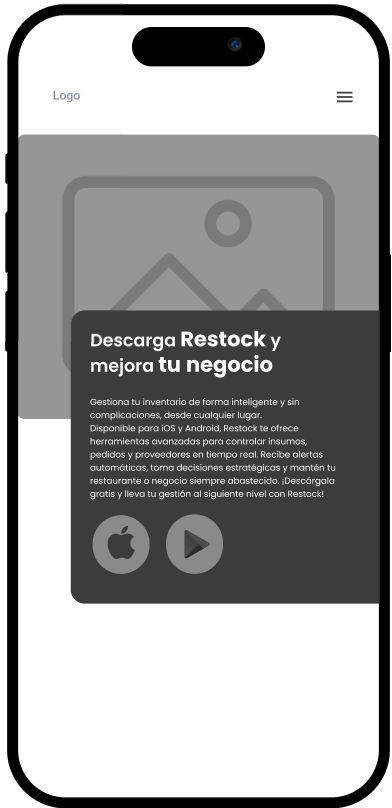 Logo
Descarga Restock y
mejora tu negocio
Gestiona tu inventario de forma inteligente y sin
complicaciones, desde cualquier lugar.
Disponible para iOS y Android, Restock te ofrece
herramientas avanzadas para controlar insumos,
pedidos y proveedores en tiempo real. Recibe alertas
automáticas, toma decisiones estratégicas y mantén tu
restaurante o negocio siempre abastecido. ¡Descárgala
gratis y lleva tu gestión al siguiente nivel con Restock!